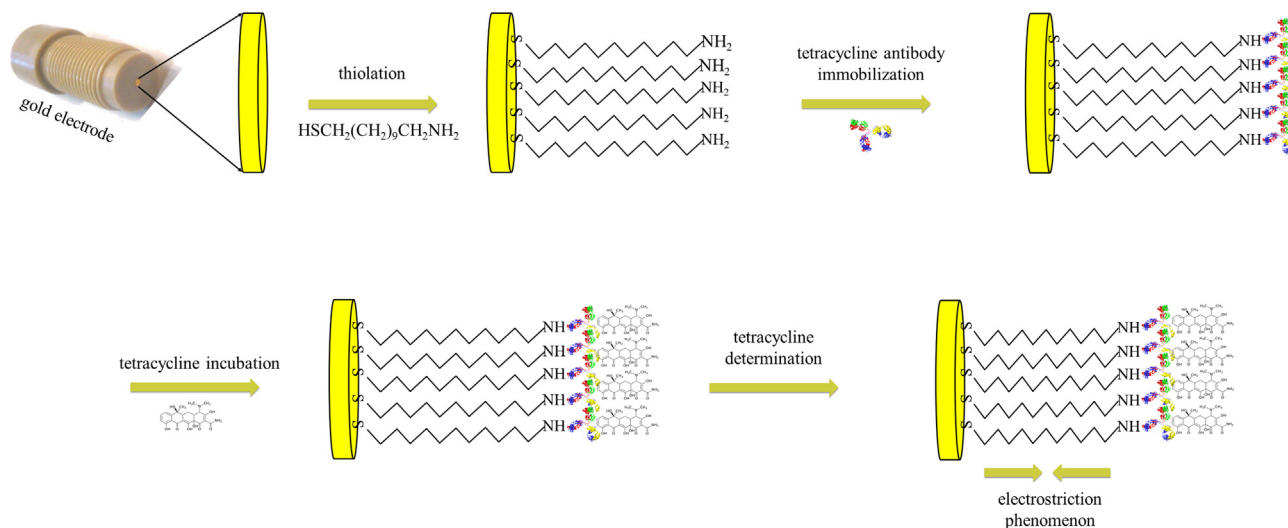 gold electrode
thiolation
HSCH₂(CH₂)₉CH₂NH₂
S
S
S
S
S
NH₂
NH₂
NH₂
NH₂
NH₂
tetracycline antibody
immobilization
S
S
S
S
S
NH
NH
NH
NH
NH
tetracycline incubation
S
S
S
S
S
NH
NH
NH
NH
NH
tetracycline
determination
S
S
S
S
S
NH
NH
NH
NH
NH
electrostriction
phenomenon